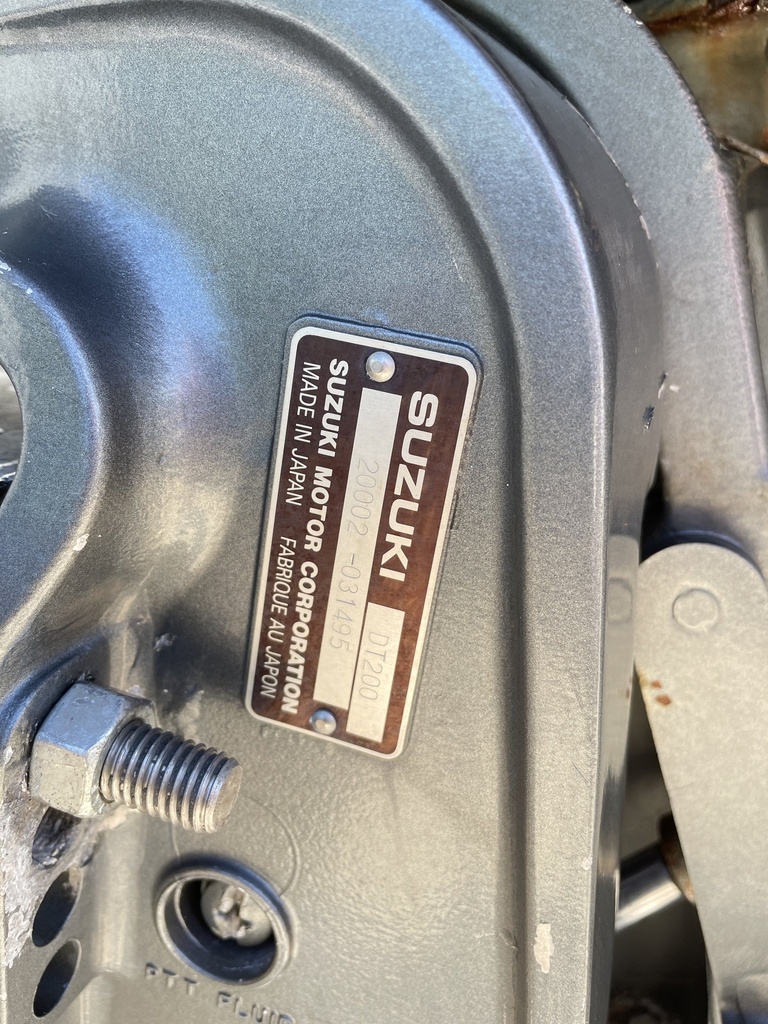 SUZUKI DT200
20002-031495
SUZUKI MOTOR CORPORATION
MADE IN JAPAN FABRIQUE AU JAPON
PTT FLUID